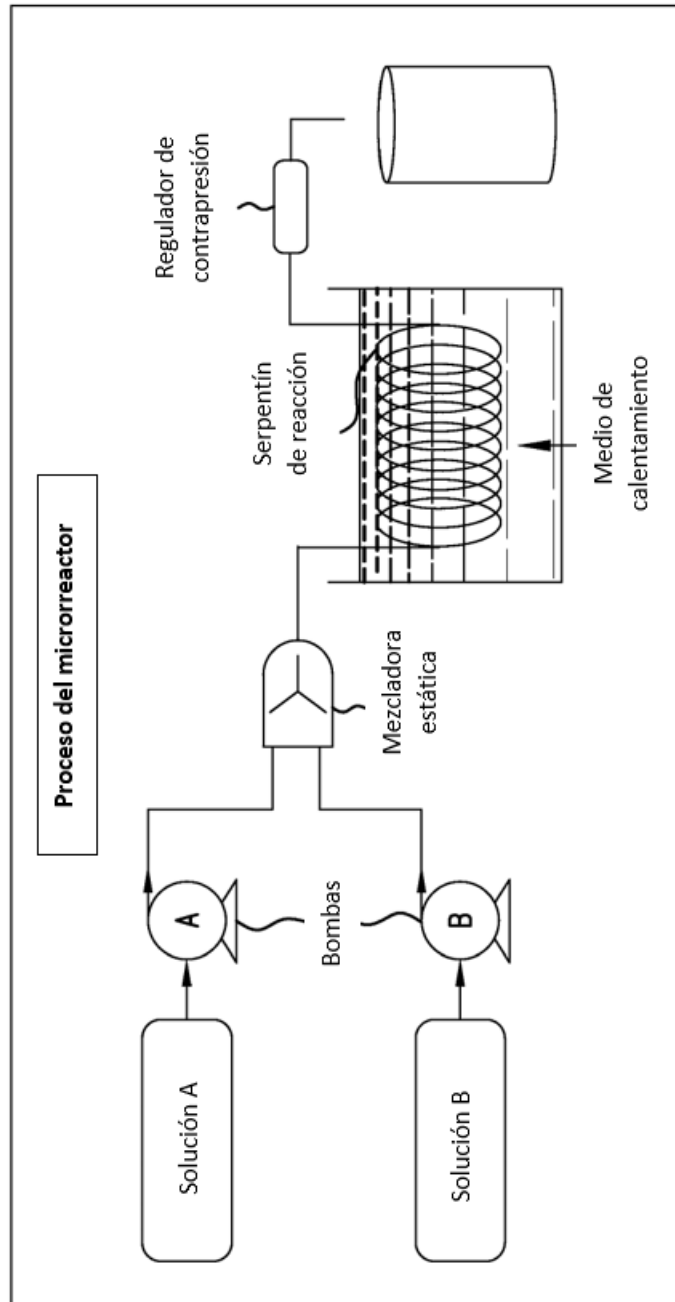 Proceso del microrreactor
Solución A
Solución B
A
B
Bombas
Mezcladora
estática
Serpentín
de reacción
Regulador de
contrapresión
Medio de
calentamiento